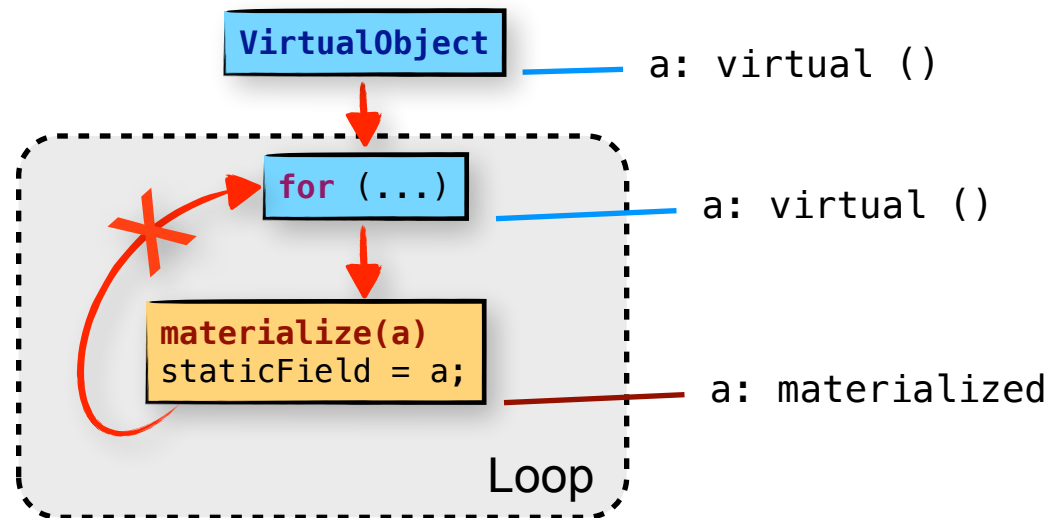 VirtualObject
a: virtual ()
for (...)
a: virtual ()
materialize(a)
staticField = a;
a: materialized
Loop